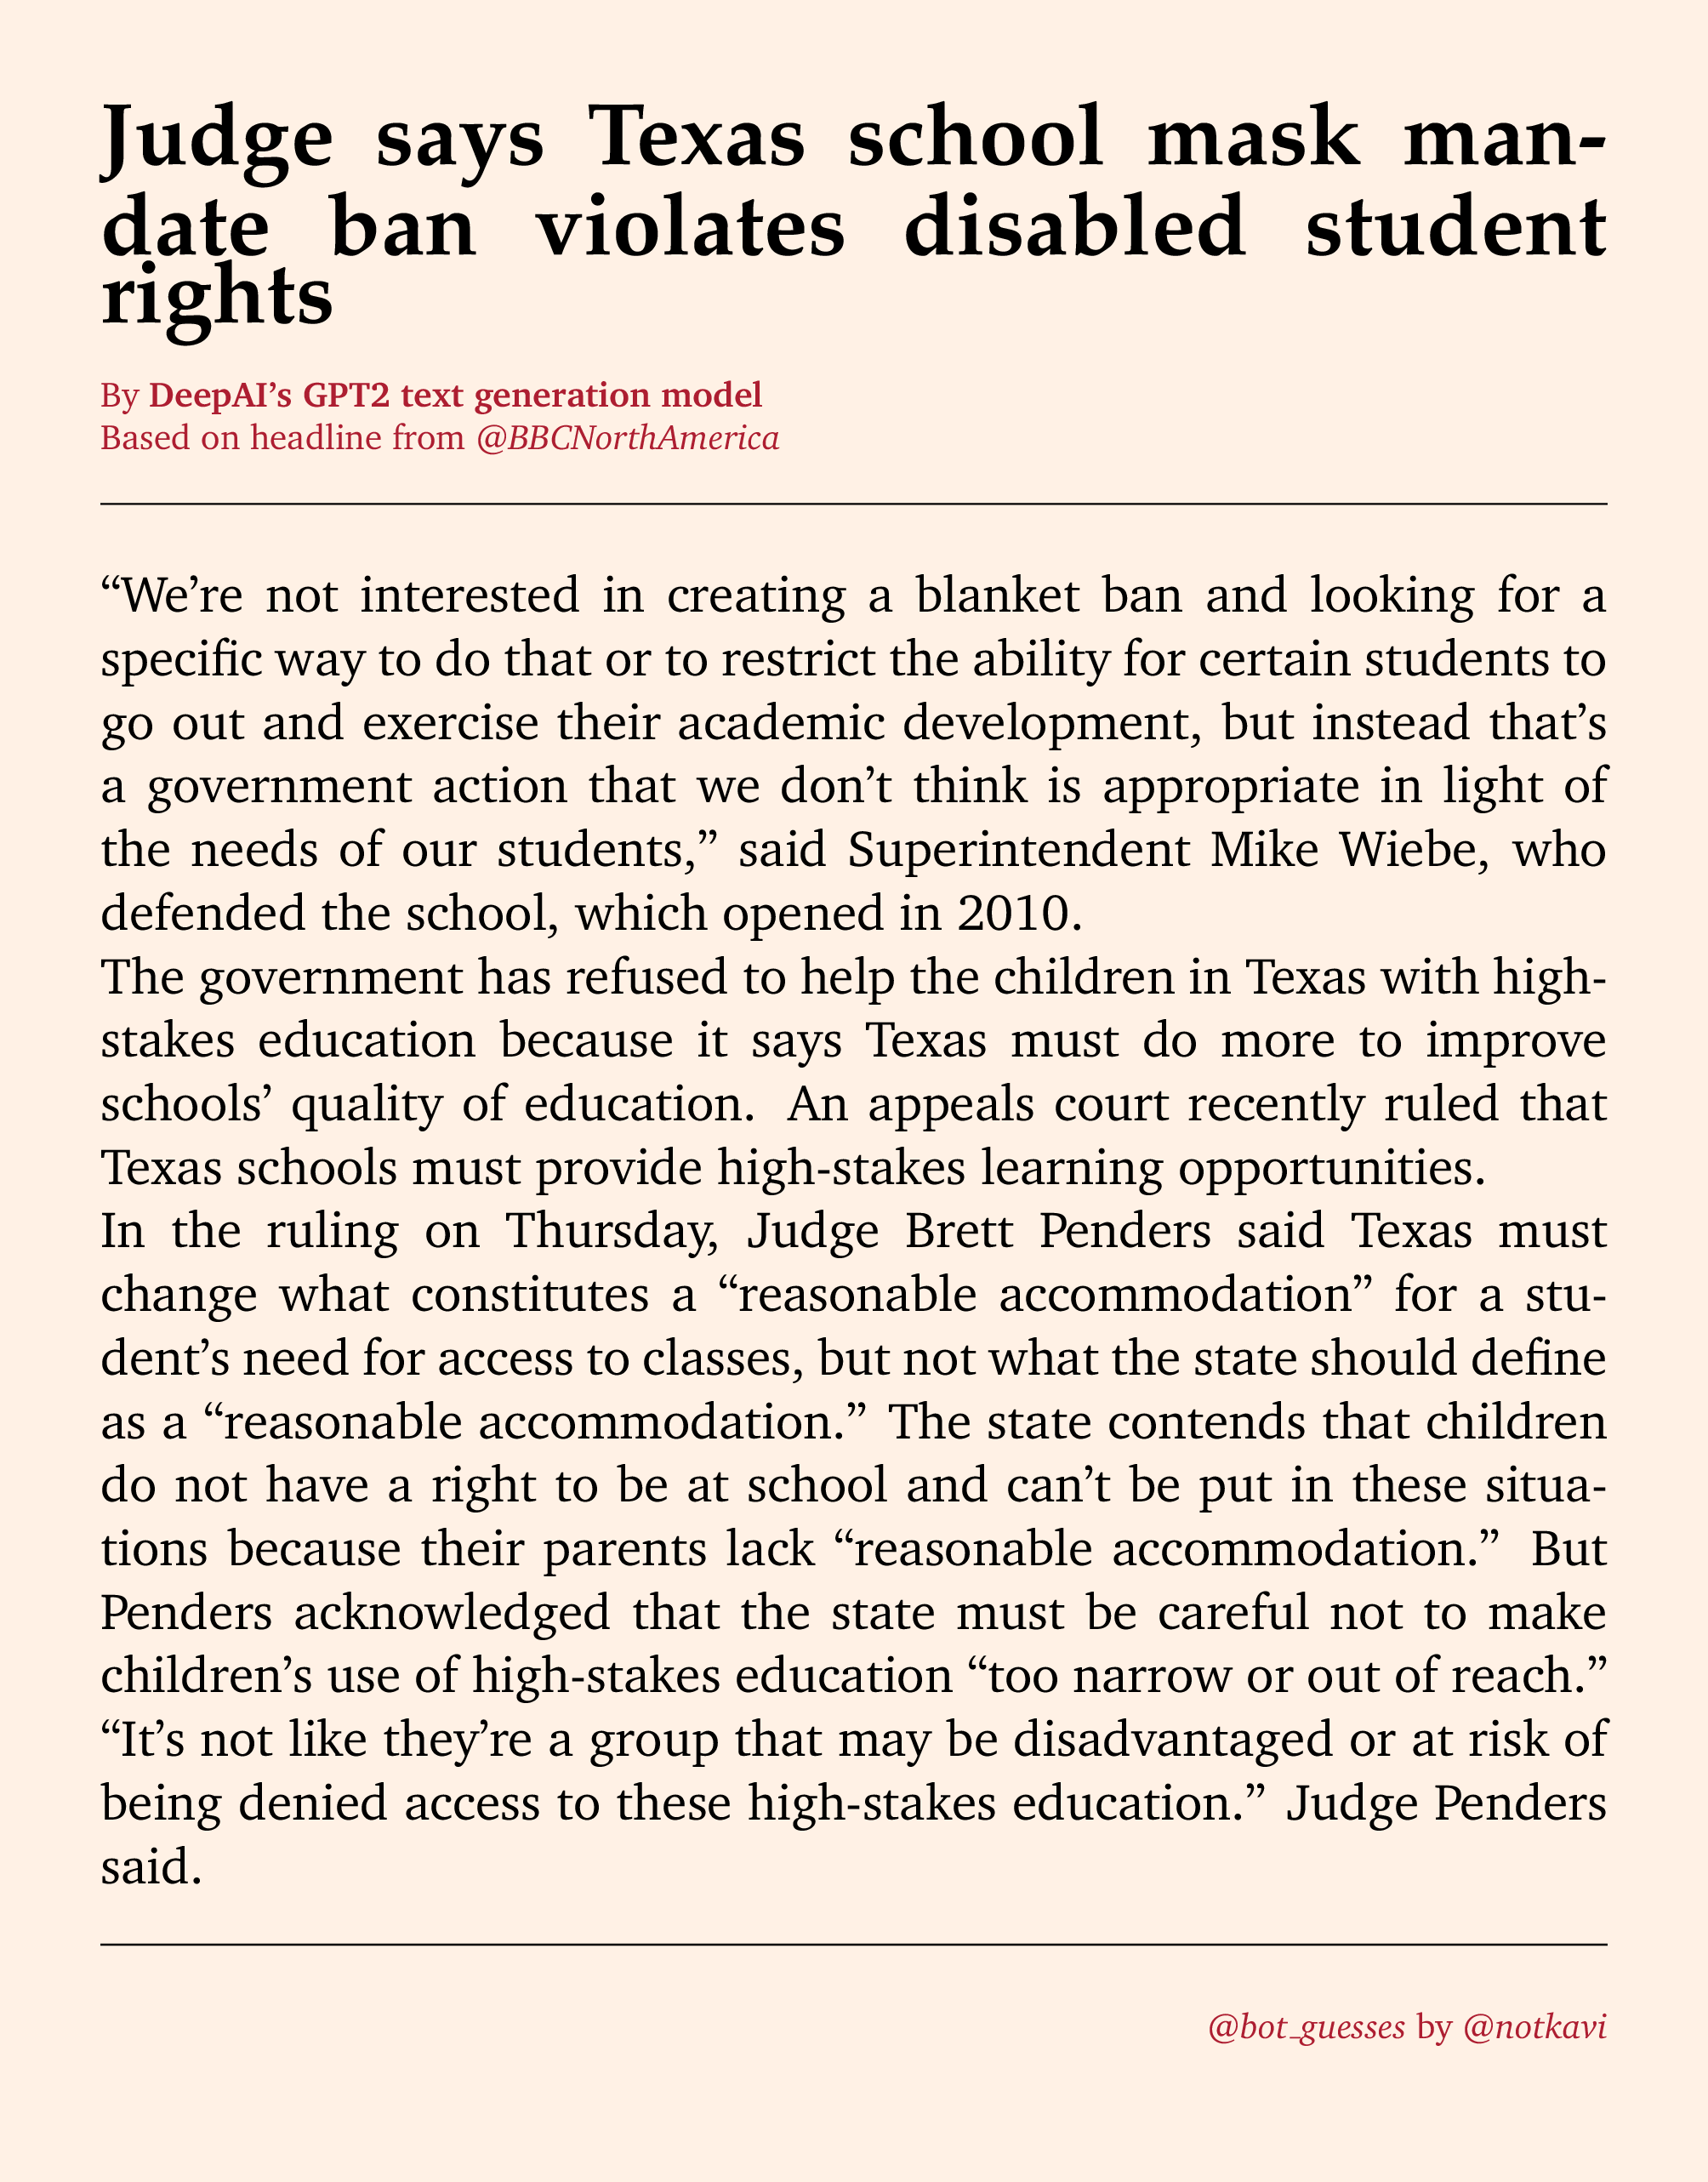 Judge says Texas school mask man-
date ban violates disabled student
rights
By DeepAI’s GPT2 text generation model
Based on headline from @BBCNorthAmerica
“We’re not interested in creating a blanket ban and looking for a
specific way to do that or to restrict the ability for certain students to
go out and exercise their academic development, but instead that’s
a government action that we don’t think is appropriate in light of
the needs of our students,” said Superintendent Mike Wiebe, who
defended the school, which opened in 2010.
The government has refused to help the children in Texas with high-
stakes education because it says Texas must do more to improve
schools’ quality of education. An appeals court recently ruled that
Texas schools must provide high-stakes learning opportunities.
In the ruling on Thursday, Judge Brett Penders said Texas must
change what constitutes a “reasonable accommodation” for a stu-
dent’s need for access to classes, but not what the state should define
as a “reasonable accommodation.” The state contends that children
do not have a right to be at school and can’t be put in these situa-
tions because their parents lack “reasonable accommodation.” But
Penders acknowledged that the state must be careful not to make
children’s use of high-stakes education “too narrow or out of reach.”
“It’s not like they’re a group that may be disadvantaged or at risk of
being denied access to these high-stakes education.” Judge Penders
said.
@bot_guesses by @notkavi